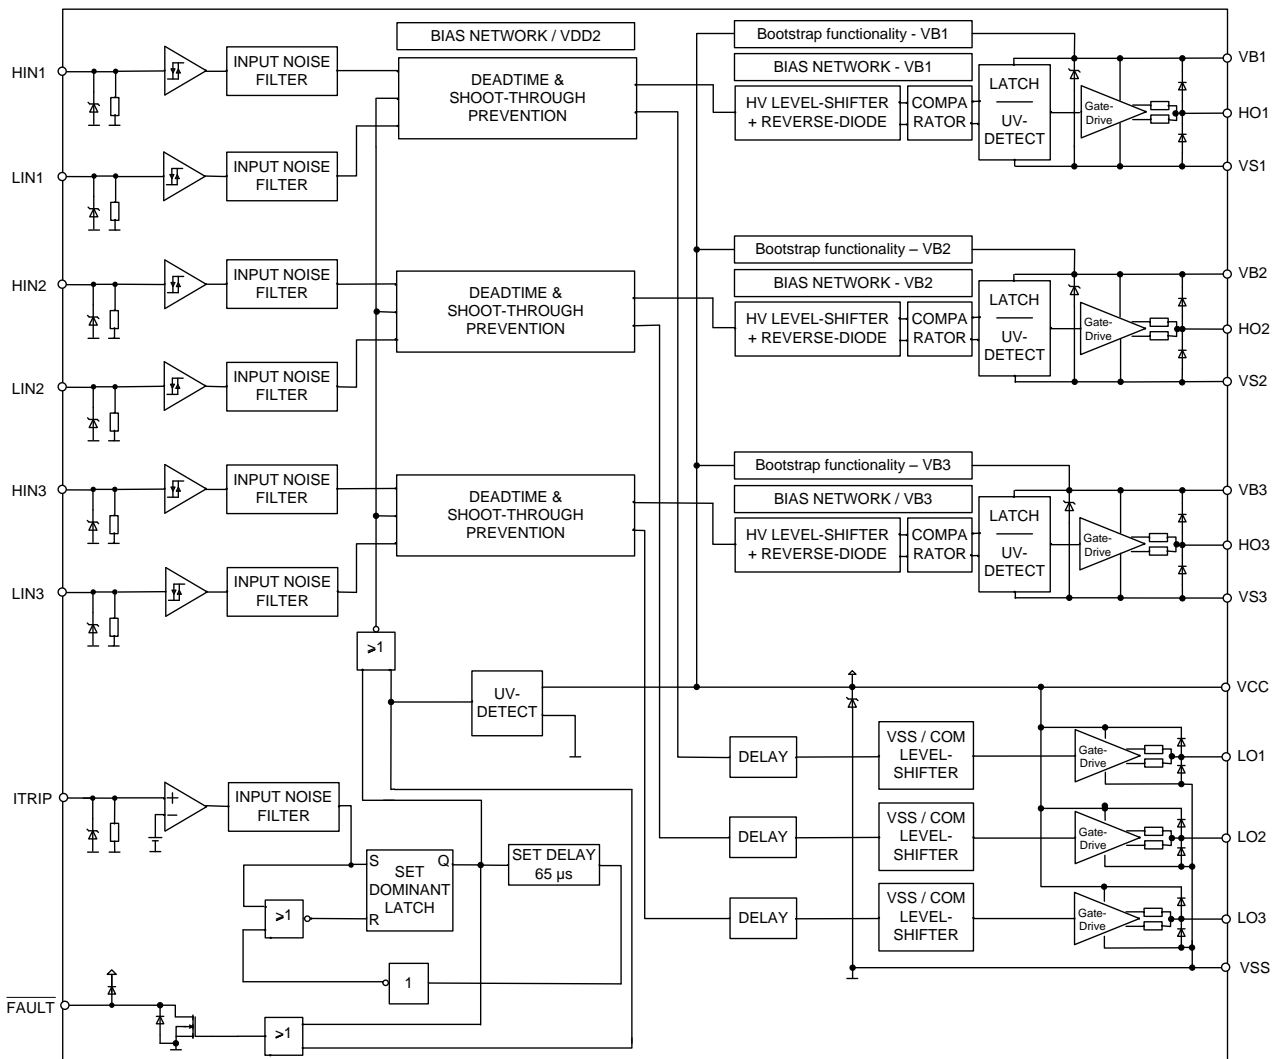 BIAS NETWORK / VDD2
Bootstrap functionality - VB1
HIN1
INPUT NOISE
FILTER
DEADTIME &
SHOOT-THROUGH
PREVENTION
BIAS NETWORK - VB1
HV LEVEL-SHIFTER
+ REVERSE-DIODE
COMPA
RATOR
LATCH
UV-
DETECT
Gate-
Drive
VB1
HO1
VS1
LIN1
INPUT NOISE
FILTER
Bootstrap functionality – VB2
HIN2
INPUT NOISE
FILTER
DEADTIME &
SHOOT-THROUGH
PREVENTION
BIAS NETWORK - VB2
HV LEVEL-SHIFTER
+ REVERSE-DIODE
COMPA
RATOR
LATCH
UV-
DETECT
Gate-
Drive
VB2
HO2
VS2
LIN2
INPUT NOISE
FILTER
Bootstrap functionality – VB3
HIN3
INPUT NOISE
FILTER
DEADTIME &
SHOOT-THROUGH
PREVENTION
BIAS NETWORK / VB3
HV LEVEL-SHIFTER
+ REVERSE-DIODE
COMPA
RATOR
LATCH
UV-
DETECT
Gate-
Drive
VB3
HO3
VS3
LIN3
INPUT NOISE
FILTER
≥1
UV-
DETECT
VCC
DELAY
VSS / COM
LEVEL-
SHIFTER
Gate-
Drive
LO1
ITRIP
+
−
INPUT NOISE
FILTER
DELAY
VSS / COM
LEVEL-
SHIFTER
Gate-
Drive
LO2
S
Q
SET
DOMINANT
LATCH
R
SET DELAY
65 µs
≥1
DELAY
VSS / COM
LEVEL-
SHIFTER
Gate-
Drive
LO3
1
VSS
FAULT
≥1